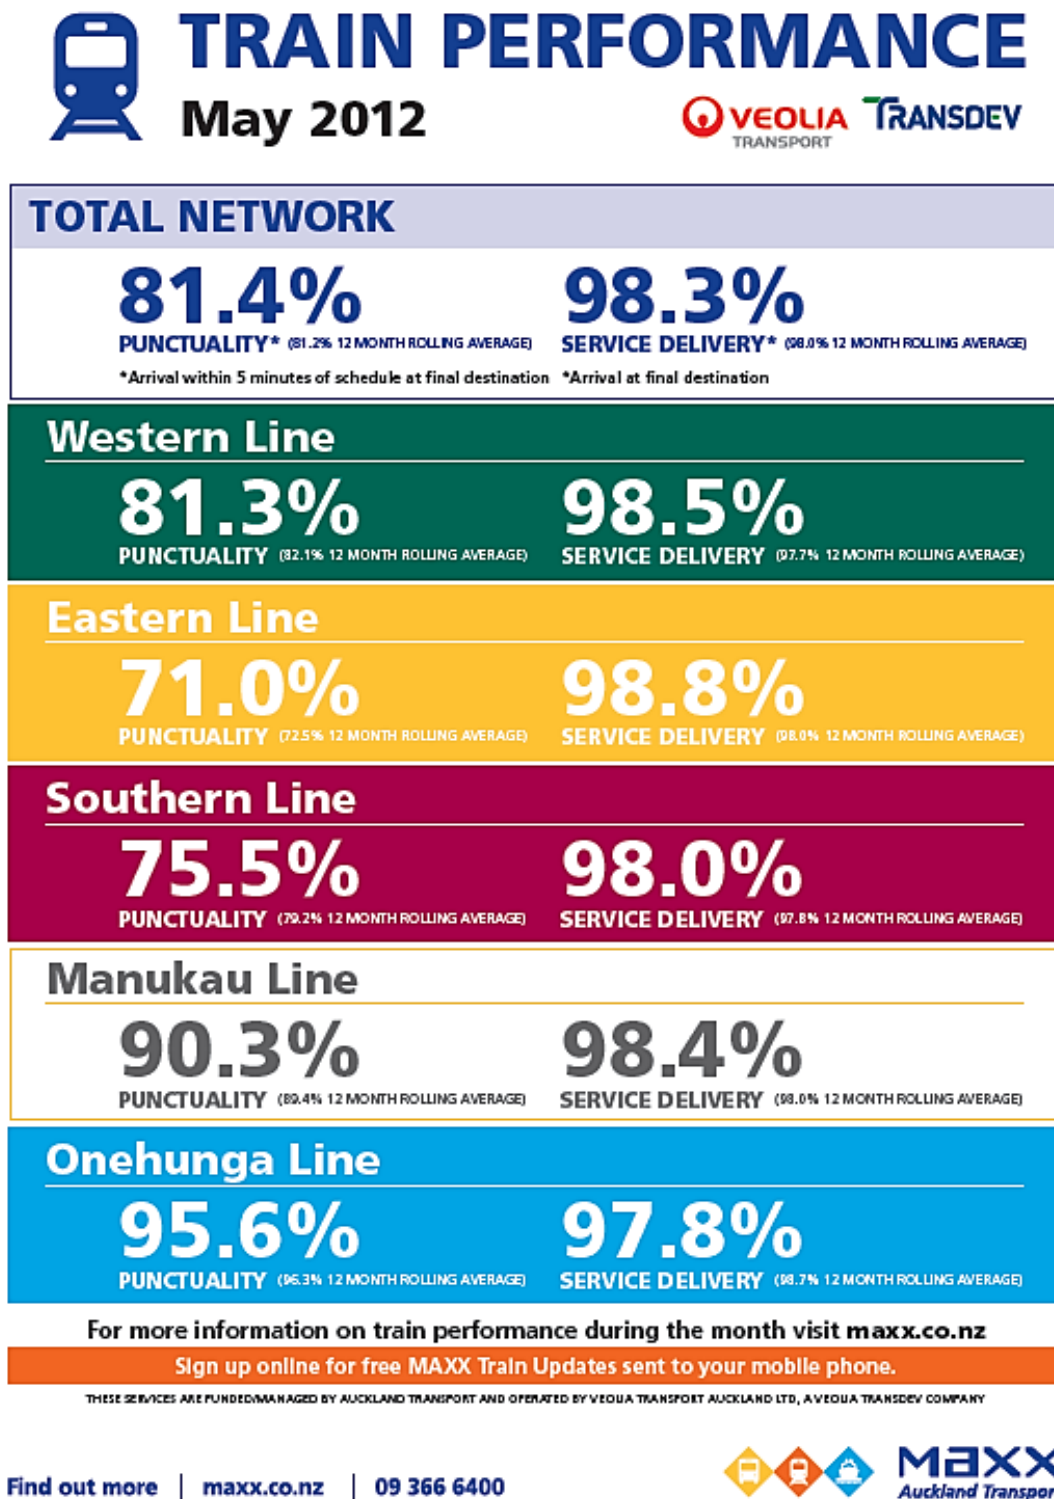 TRAIN PERFORMANCE
May 2012
VEOLIA TRANSDEV
TRANSPORT
TOTAL NETWORK
81.4% 98.3%
PUNCTUALITY* (81.2% 12 MONTH ROLLING AVERAGE) SERVICE DELIVERY* (98.0% 12 MONTH ROLLING AVERAGE)
*Arrival within 5 minutes of schedule at final destination *Arrival at final destination
Western Line
81.3% 98.5%
PUNCTUALITY (82.1% 12 MONTH ROLLING AVERAGE) SERVICE DELIVERY (97.7% 12 MONTH ROLLING AVERAGE)
Eastern Line
71.0% 98.8%
PUNCTUALITY (72.5% 12 MONTH ROLLING AVERAGE) SERVICE DELIVERY (98.0% 12 MONTH ROLLING AVERAGE)
Southern Line
75.5% 98.0%
PUNCTUALITY (79.2% 12 MONTH ROLLING AVERAGE) SERVICE DELIVERY (97.8% 12 MONTH ROLLING AVERAGE)
Manukau Line
90.3% 98.4%
PUNCTUALITY (89.4% 12 MONTH ROLLING AVERAGE) SERVICE DELIVERY (98.0% 12 MONTH ROLLING AVERAGE)
Onehunga Line
95.6% 97.8%
PUNCTUALITY (96.3% 12 MONTH ROLLING AVERAGE) SERVICE DELIVERY (98.7% 12 MONTH ROLLING AVERAGE)
For more information on train performance during the month visit maxx.co.nz
Sign up online for free MAXX Train Updates sent to your mobile phone.
THESE SERVICES ARE FUNDED/MANAGED BY AUCKLAND TRANSPORT AND OPERATED BY VEOLIA TRANSPORT AUCKLAND LTD, A VEOLIA TRANSDEV COMPANY
Find out more | maxx.co.nz | 09 366 6400
Maxx
Auckland Transpor